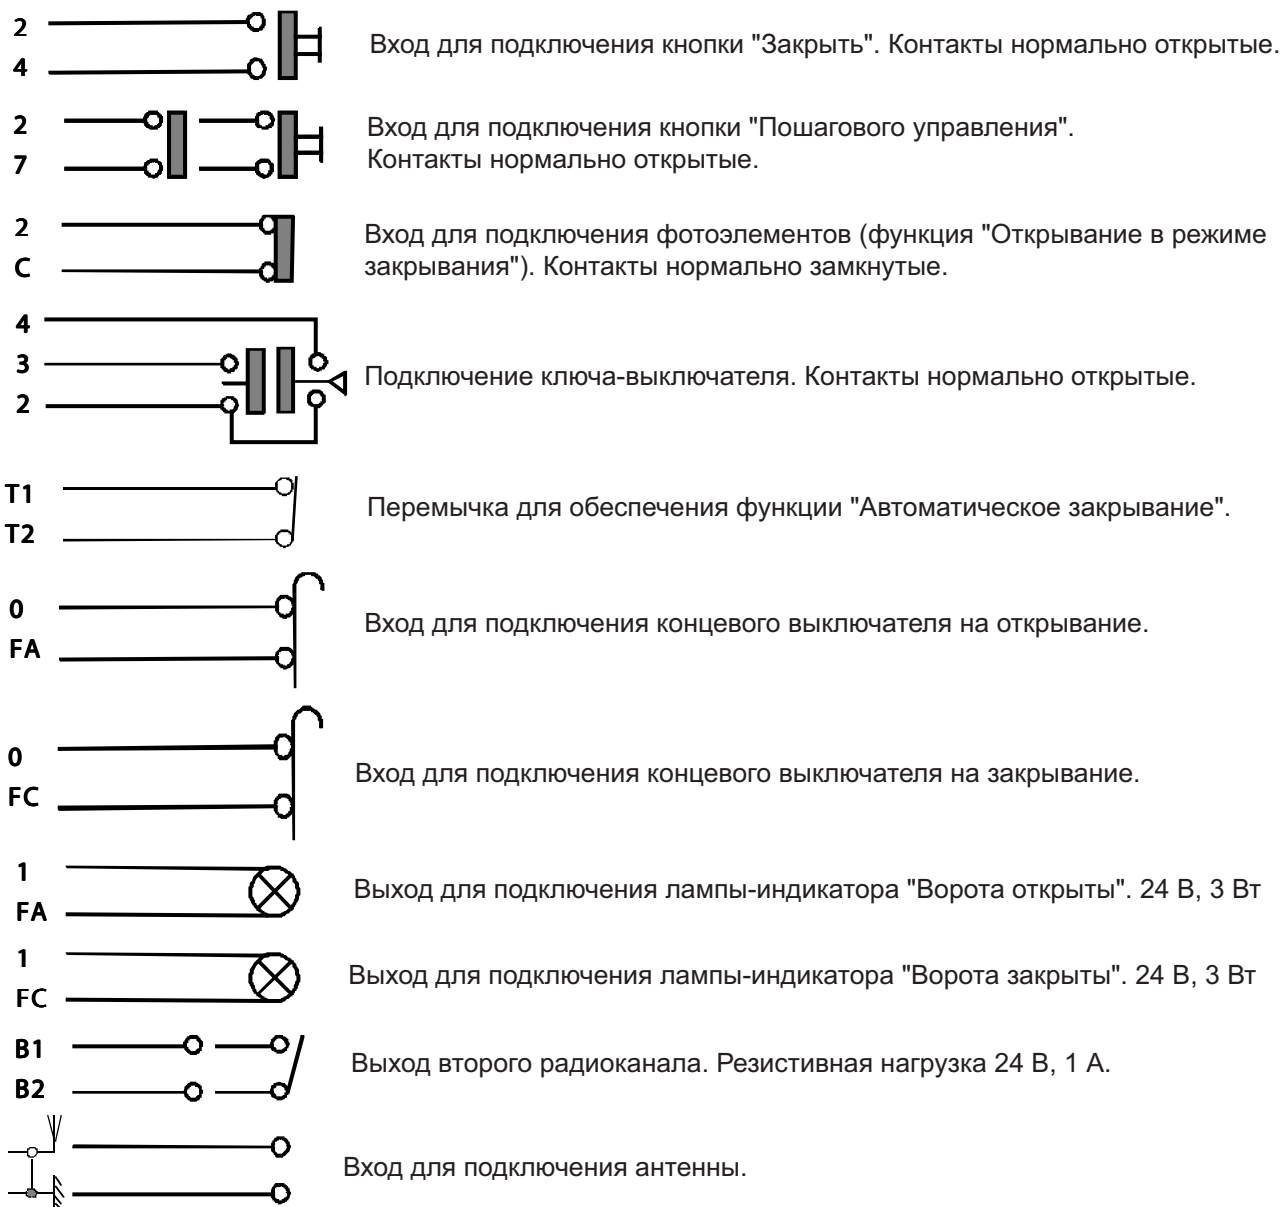 2
4
Вход для подключения кнопки "Закрыть". Контакты нормально открытые.
2
7
Вход для подключения кнопки "Пошагового управления".
Контакты нормально открытые.
2
C
Вход для подключения фотоэлементов (функция "Открывание в режиме
закрывания"). Контакты нормально замкнутые.
4
3
2
Подключение ключа-выключателя. Контакты нормально открытые.
T1
T2
Перемычка для обеспечения функции "Автоматическое закрывание".
0
FA
Вход для подключения концевого выключателя на открывание.
0
FC
Вход для подключения концевого выключателя на закрывание.
1
FA
Выход для подключения лампы-индикатора "Ворота открыты". 24 В, 3 Вт
1
FC
Выход для подключения лампы-индикатора "Ворота закрыты". 24 В, 3 Вт
B1
B2
Выход второго радиоканала. Резистивная нагрузка 24 В, 1 А.
Вход для подключения антенны.